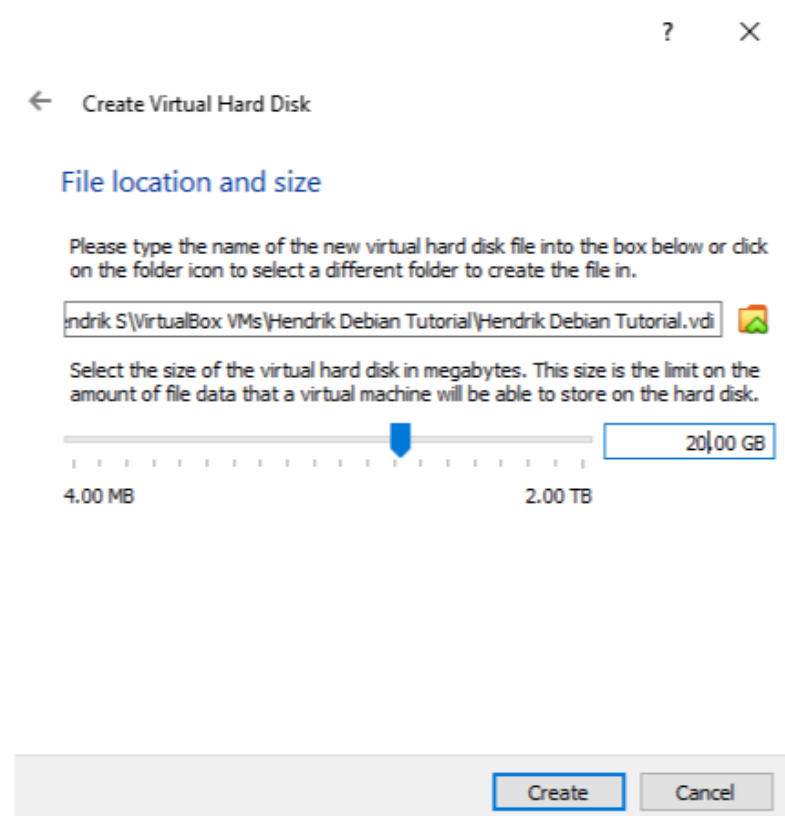 ?
Create Virtual Hard Disk
File location and size
Please type the name of the new virtual hard disk file into the box below or click
on the folder icon to select a different folder to create the file in.
ndrik S\VirtualBox VMs\Hendrik Debian Tutorial\Hendrik Debian Tutorial.vdi
Select the size of the virtual hard disk in megabytes. This size is the limit on the
amount of file data that a virtual machine will be able to store on the hard disk.
20,00 GB
4.00 MB 2.00 TB
Create Cancel